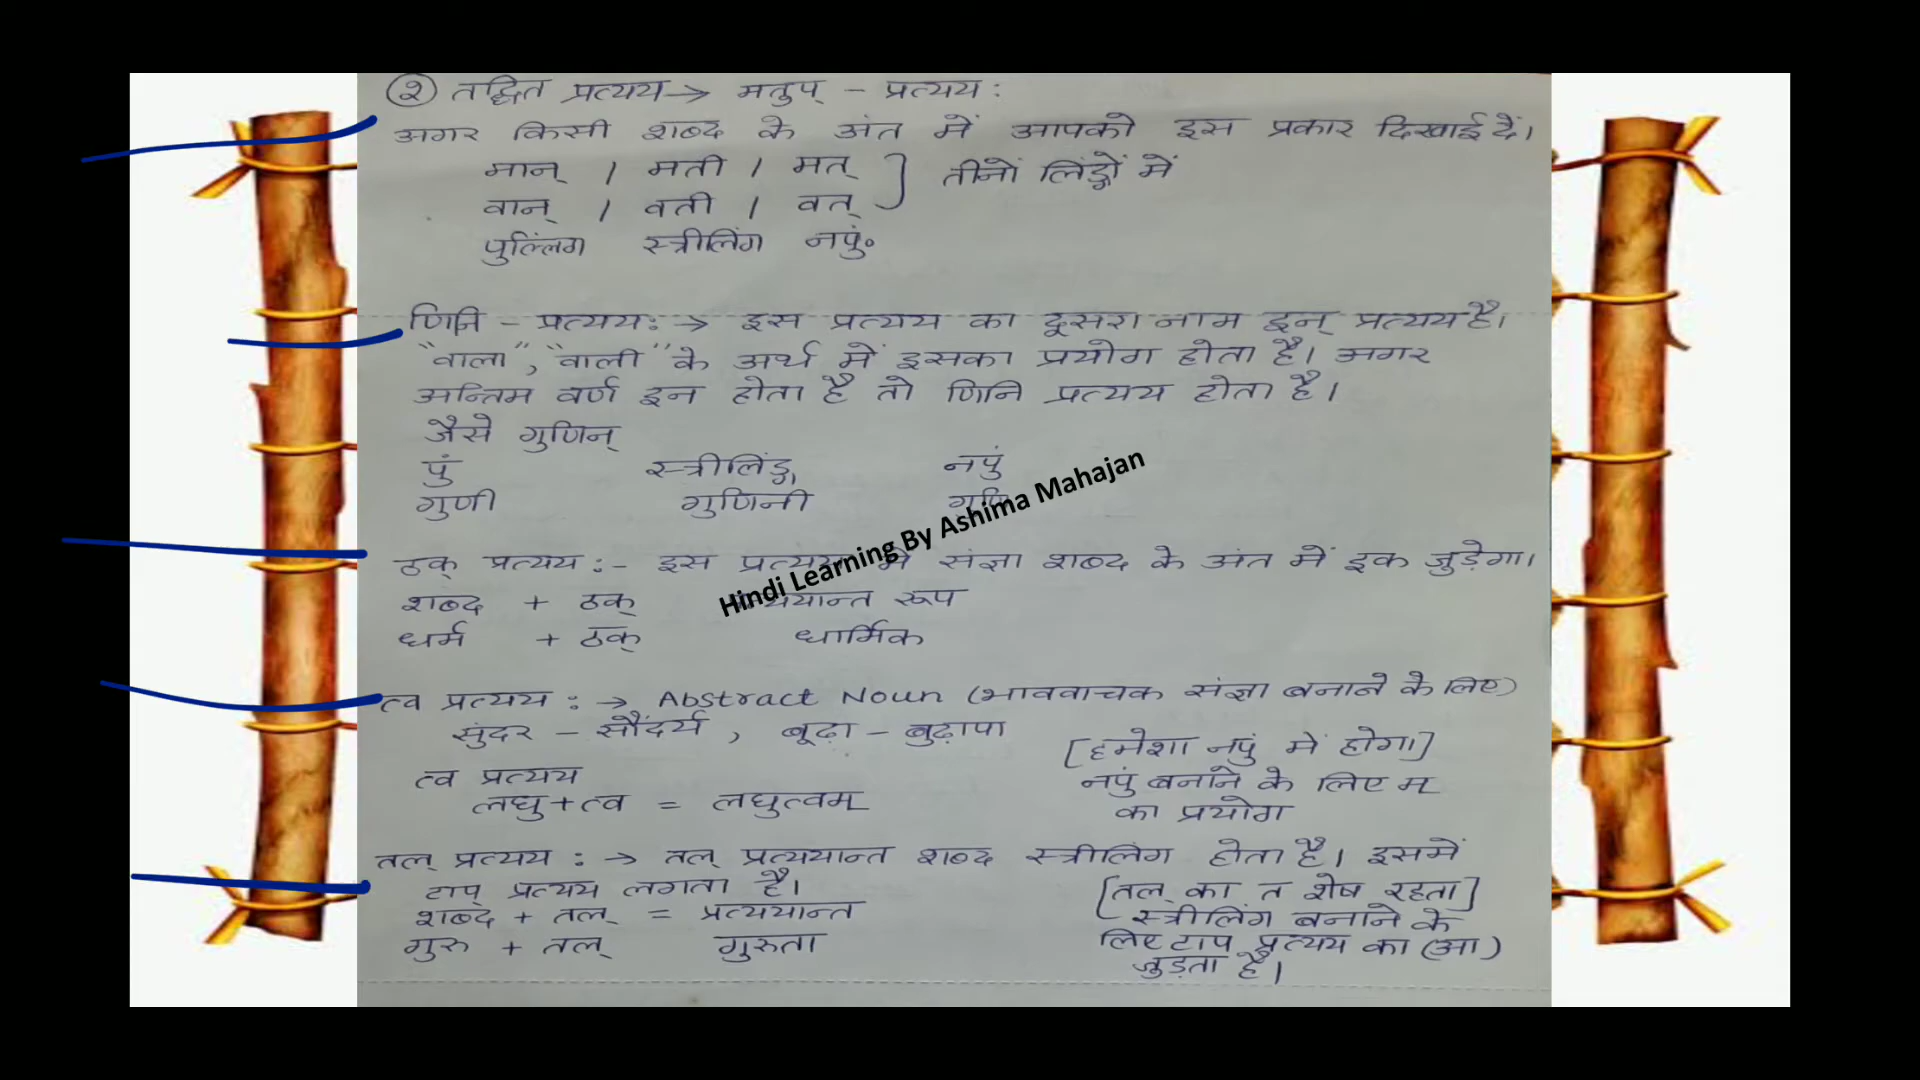 ② तद्धित प्रत्यय → मतुप् - प्रत्यय :
अगर किसी शब्द के अंत में आपको इस प्रकार दिखाई दें।
मान् / मती / मत् ] तीनों लिङ्गों में
वान् / वती / वत्
पुल्लिंग स्त्रीलिंग नपुं॰
णिनि - प्रत्यय: → इस प्रत्यय का दूसरा नाम इन् प्रत्यय है।
"वाला", "वाली" के अर्थ में इसका प्रयोग होता है। अगर
अन्तिम वर्ण इन होता है तो णिनि प्रत्यय होता है।
जैसे गुणिन्
पुं स्त्रीलिङ्ग नपुं
गुणी गुणिनी
ठक् प्रत्यय :- इस प्रत्यय में संज्ञा शब्द के अंत में इक जुड़ेगा।
शब्द + ठक् रूप
धर्म + ठक् धार्मिक
त्व प्रत्यय : → Abstract Noun (भाववाचक संज्ञा बनाने के लिए)
सुंदर - सौंदर्य , बूढ़ा - बुढ़ापा
[हमेशा नपुं में होगा]
त्व प्रत्यय
नपुं बनाने के लिए म्
लघु + त्व = लघुत्वम्
का प्रयोग
तल् प्रत्यय : → तल् प्रत्ययान्त शब्द स्त्रीलिंग होता है। इसमें
टाप् प्रत्यय लगता है।
[तल् का त शेष रहता]
शब्द + तल् = प्रत्ययान्त
स्त्रीलिंग बनाने के
गुरु + तल् गुरुता
लिए टाप् प्रत्यय का (आ)
जुड़ता है।
Hindi Learning By Ashima Mahajan